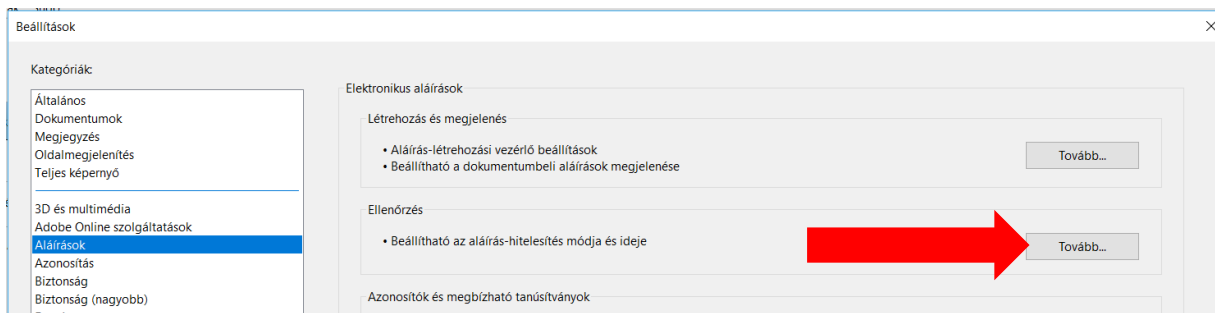 Beállítások
Kategóriák:
Általános
Dokumentumok
Megjegyzés
Oldalmegjelenítés
Teljes képernyő
3D és multimédia
Adobe Online szolgáltatások
Aláírások
Azonosítás
Biztonság
Biztonság (nagyobb)
Elektronikus aláírások
Létrehozás és megjelenés
• Aláírás-létrehozási vezérlő beállítások
• Beállítható a dokumentumbeli aláírások megjelenése
Tovább...
Ellenőrzés
• Beállítható az aláírás-hitelesítés módja és ideje
Tovább...
Azonosítók és megbízható tanúsítványok